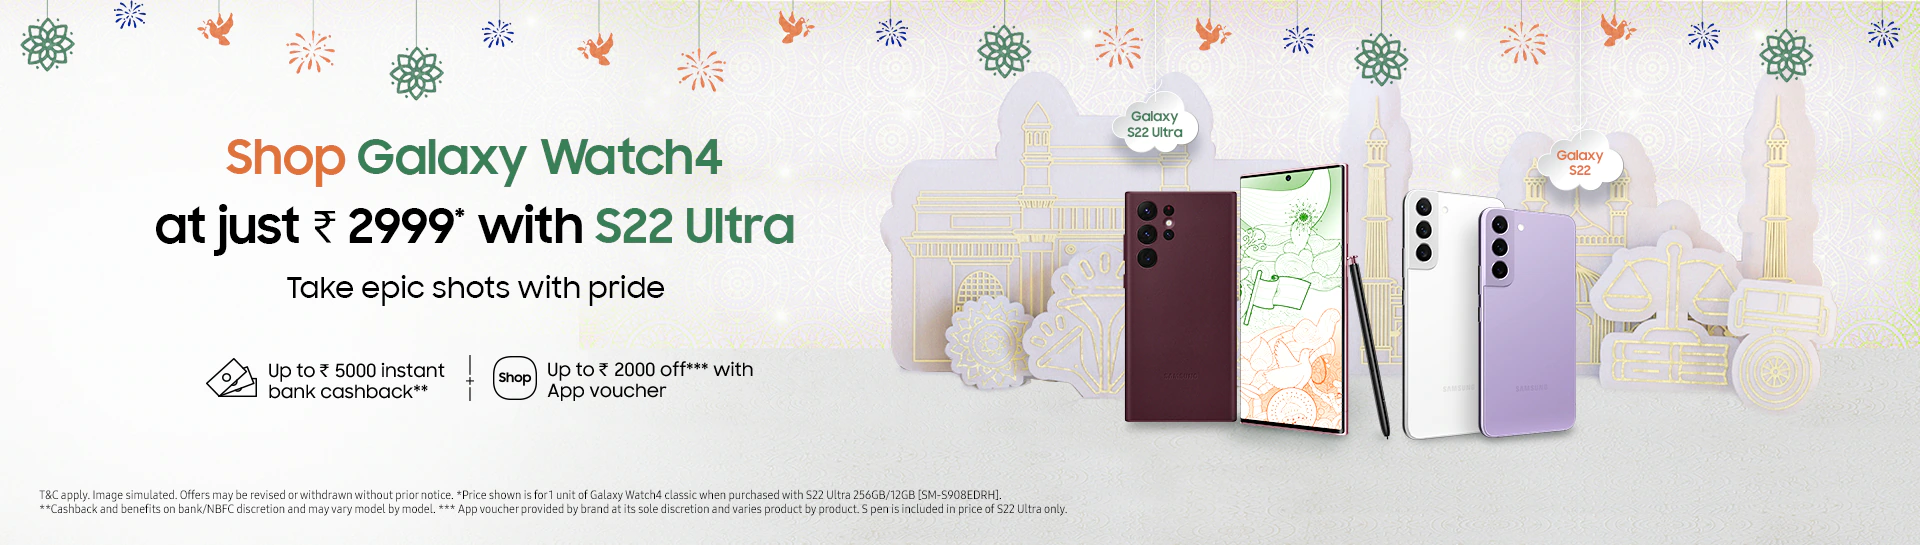 Shop Galaxy Watch4
at just ₹ 2999* with S22 Ultra
Take epic shots with pride
Up to ₹ 5000 instant
bank cashback**
+
Shop
Up to ₹ 2000 off*** with
App voucher
Galaxy
S22 Ultra
Galaxy
S22
SAMSUNG
SAMSUNG
SAMSUNG
T&C apply. Image simulated. Offers may be revised or withdrawn without prior notice. *Price shown is for 1 unit of Galaxy Watch4 classic when purchased with S22 Ultra 256GB/12GB [SM-S908EDRH].
**Cashback and benefits on bank/NBFC discretion and may vary model by model. *** App voucher provided by brand at its sole discretion and varies product by product. S pen is included in price of S22 Ultra only.